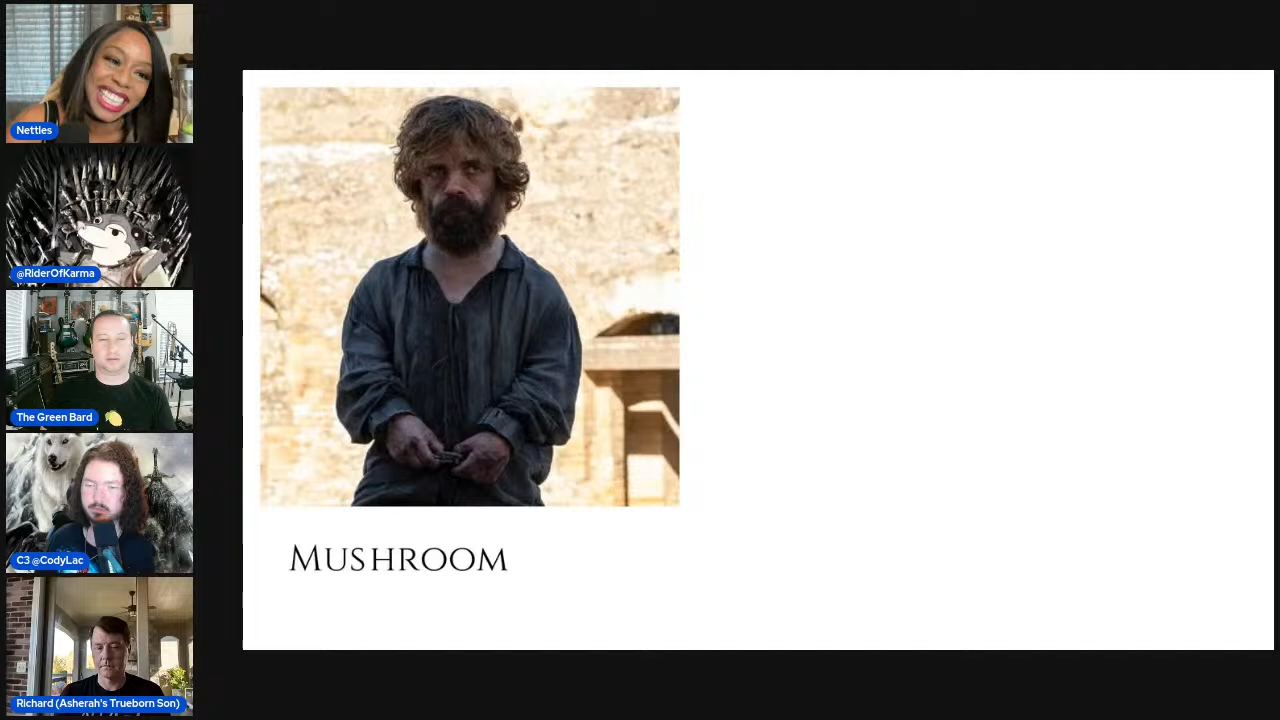 Nettles
@RiderOfKarma
The Green Bard
C3 @CodyLac
Richard (Asherah's Trueborn Son)
Mushroom